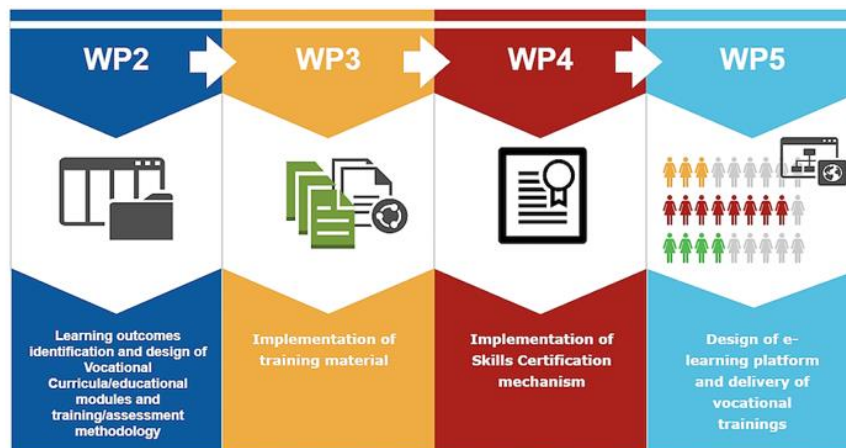 WP2
WP3
WP4
WP5
Learning outcomes
identification and design of
Vocational
Curricula/educational
modules and
training/assessment
methodology
Implementation of
training material
Implementation of
Skills Certification
mechanism
Design of e-
learning platform
and delivery of
vocational
trainings